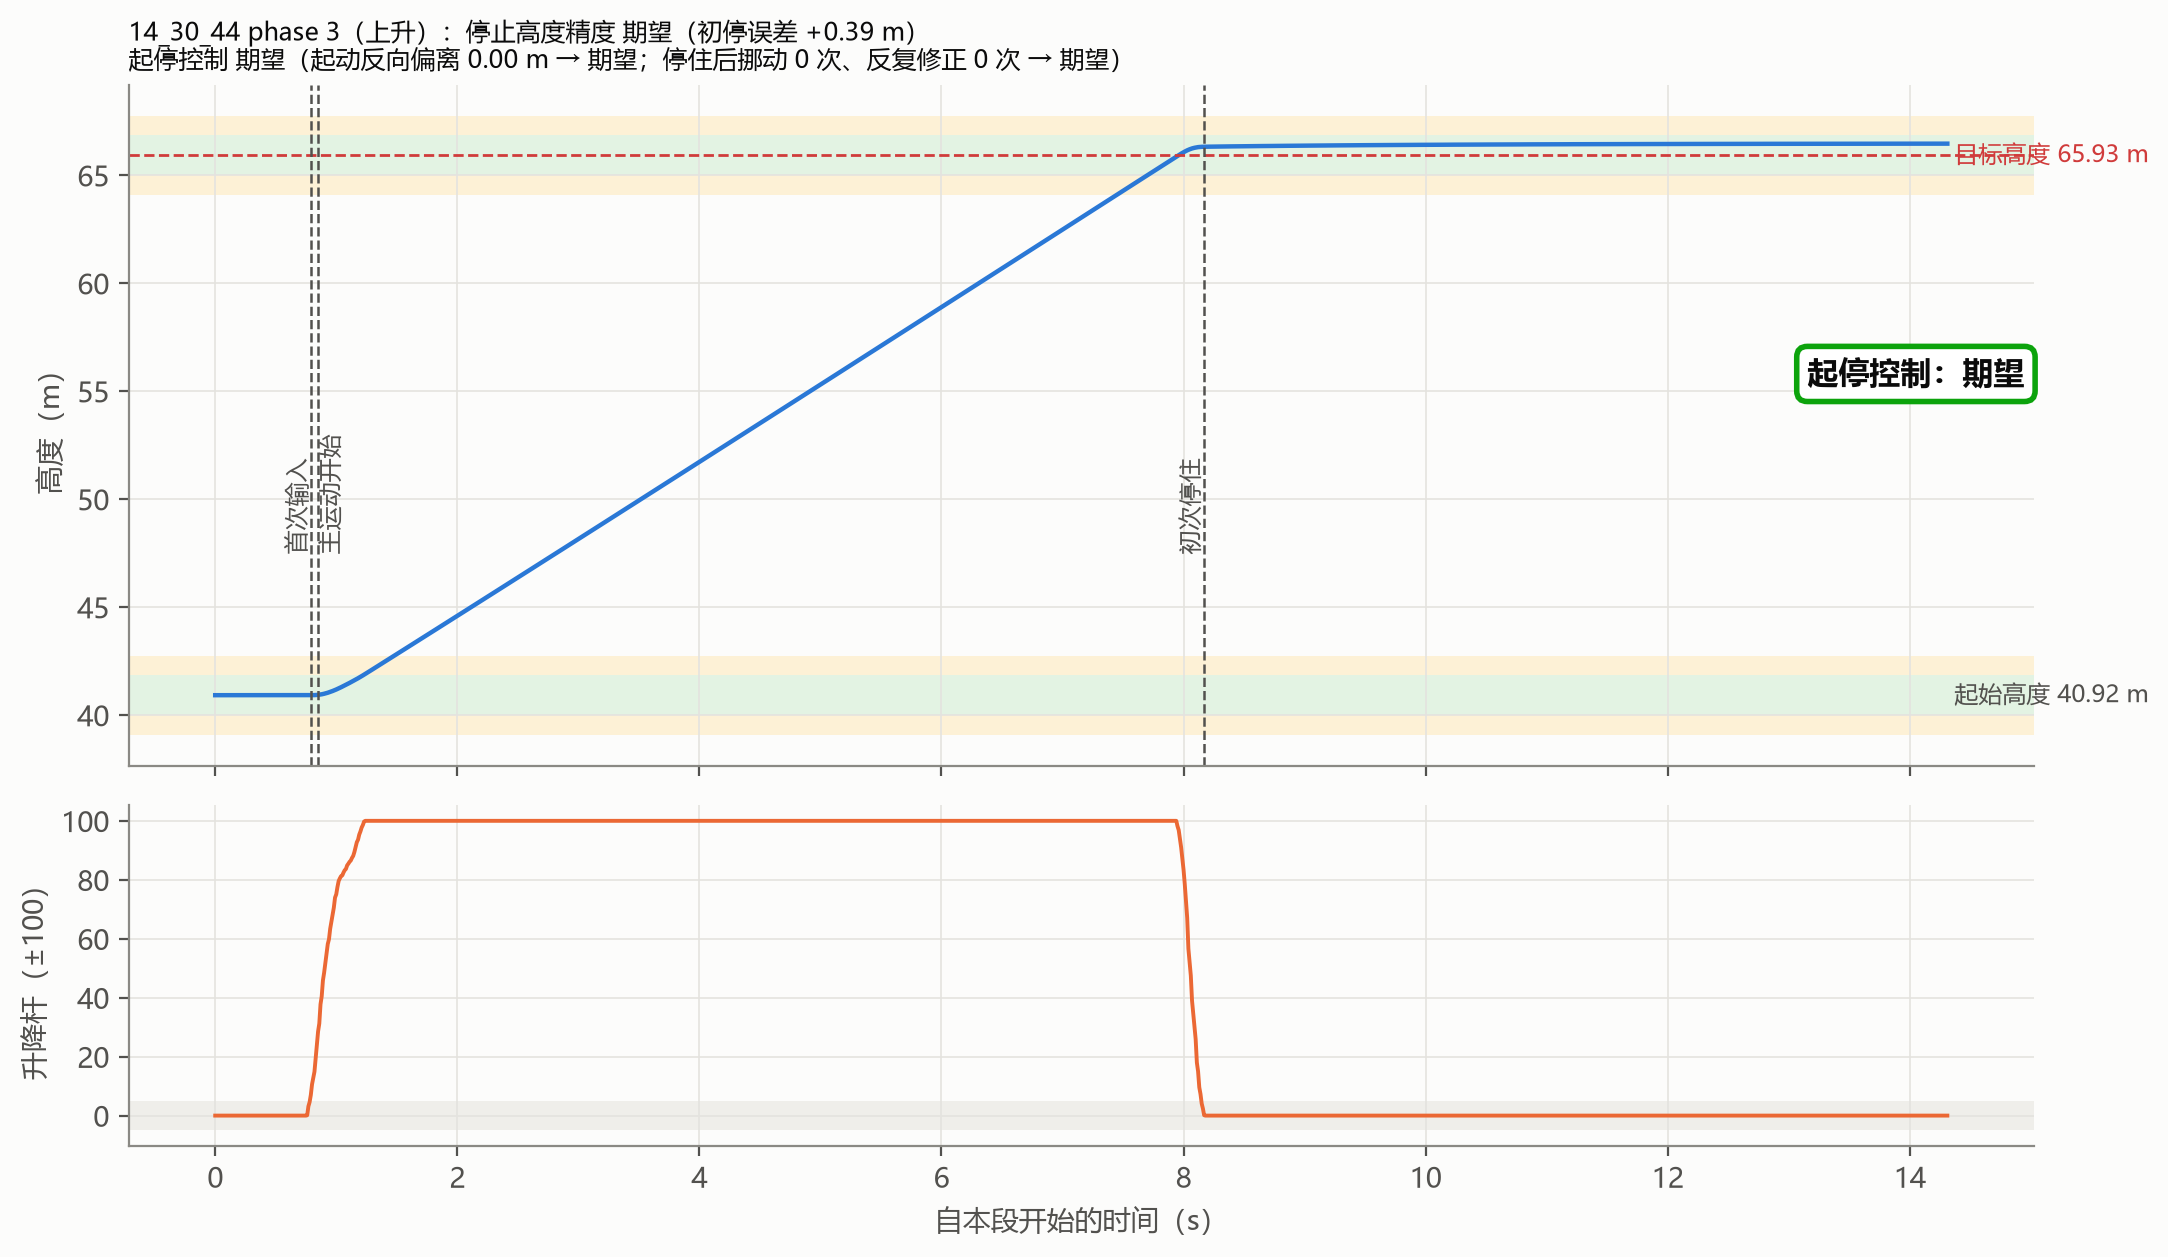 14_30_44 phase 3（上升）：停止高度精度 期望（初停误差 +0.39 m）
起停控制 期望（起动反向偏离 0.00 m → 期望；停住后挪动 0 次、反复修正 0 次 → 期望）
高度（m）
65
60
55
50
45
40
首次输入
主运动开始
初次停住
目标高度 65.93 m
起停控制：期望
起始高度 40.92 m
升降杆（±100）
100
80
60
40
20
0
0 2 4 6 8 10 12 14
自本段开始的时间（s）